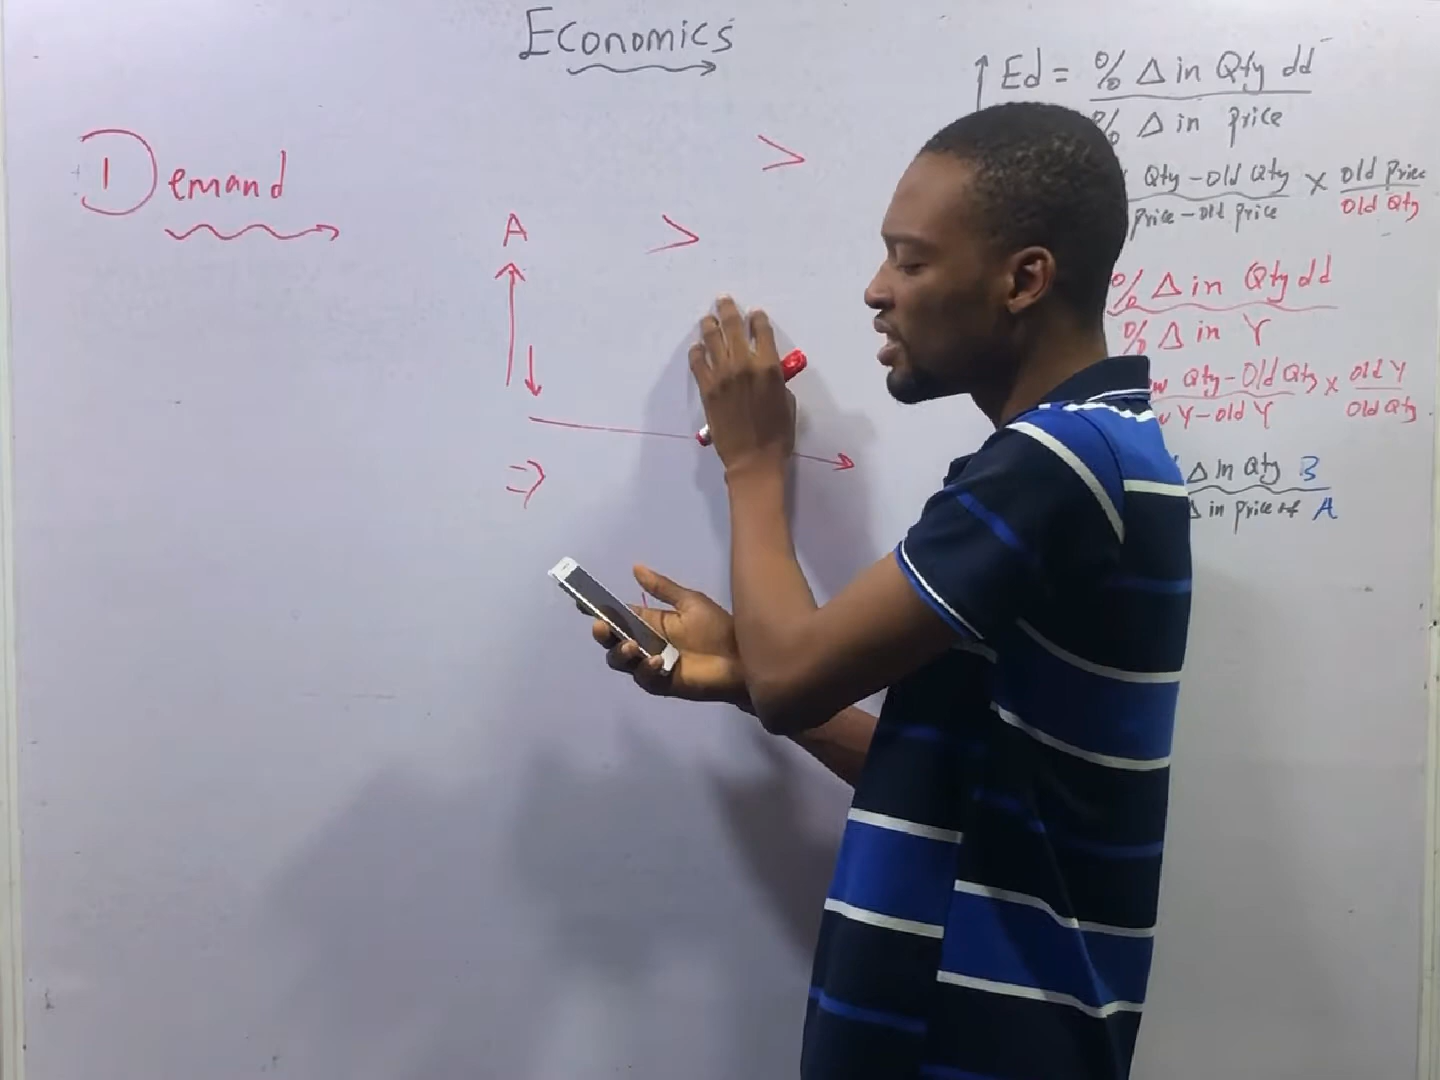 Economics
Demand
A
>
>
⇒
↑ Ed = % Δ in Qty dd
% Δ in price
Qty - Old Qty × Old Price
price - old price Old Qty
% Δ in Qty dd
% Δ in Y
Qty - Old Qty × Old Y
Y - old Y Old Qty
Δ in Qty B
Δ in price of A